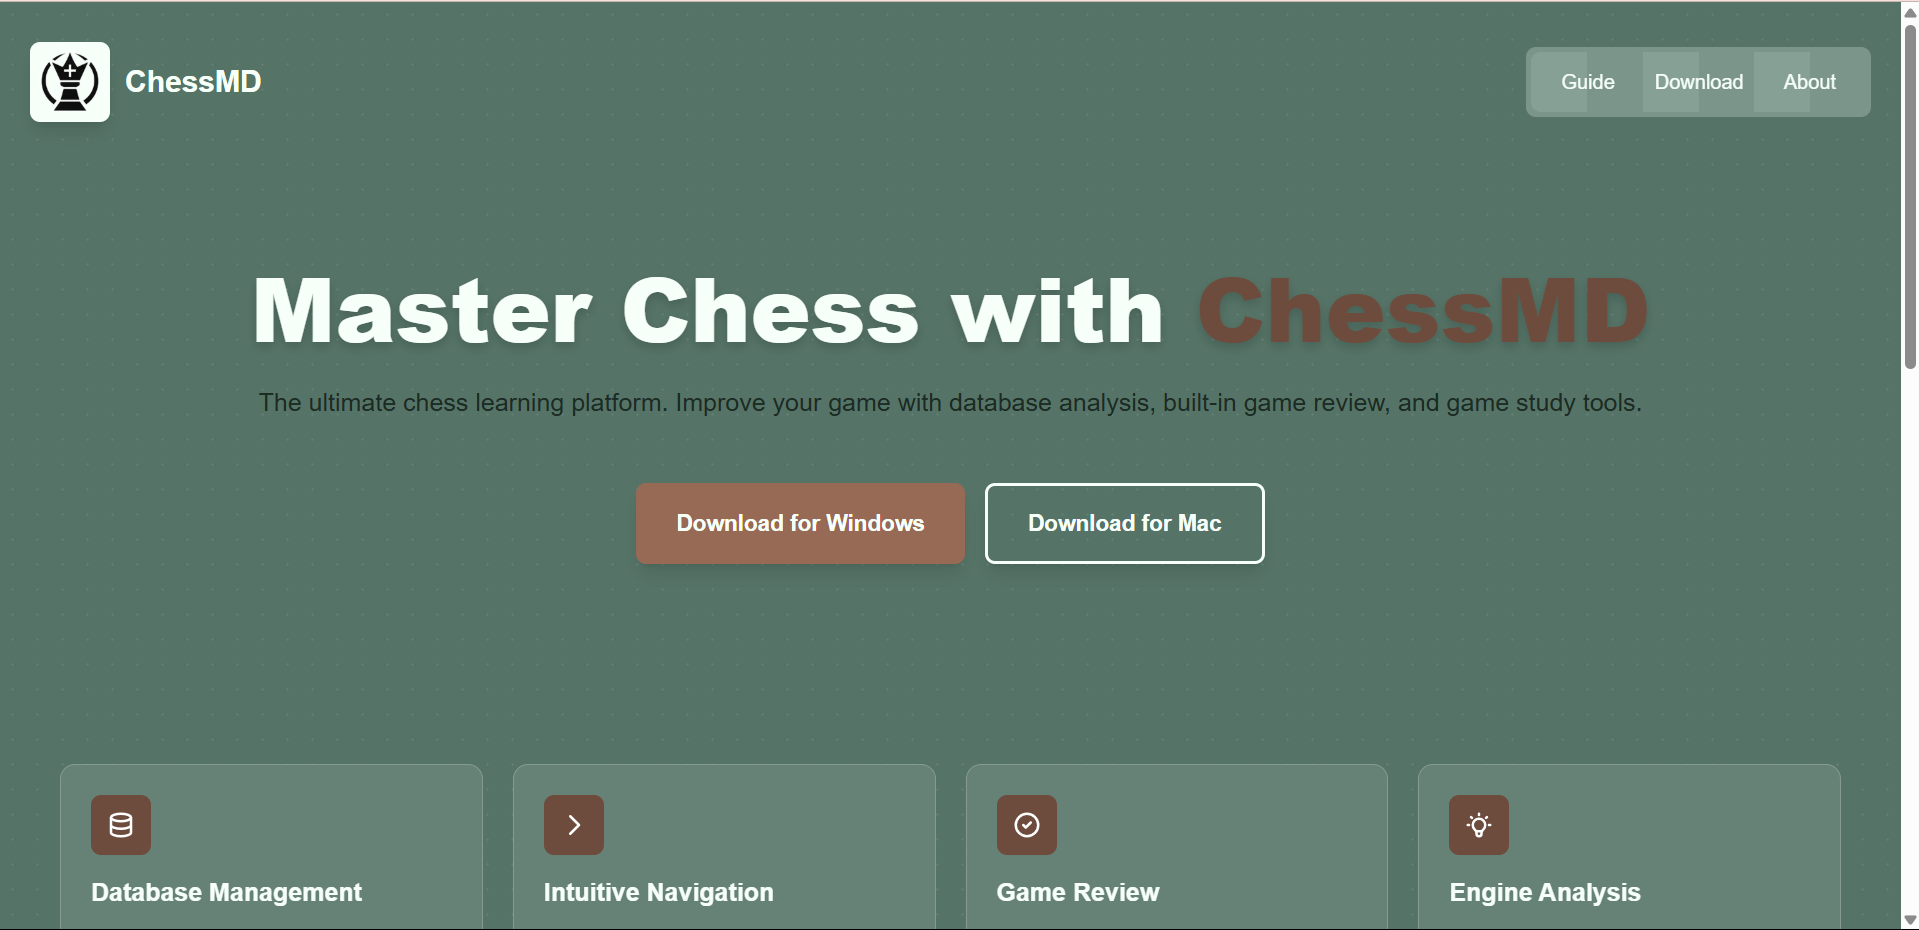 ChessMD
Guide Download About
Master Chess with ChessMD
The ultimate chess learning platform. Improve your game with database analysis, built-in game review, and game study tools.
Download for Windows Download for Mac
Database Management Intuitive Navigation Game Review Engine Analysis